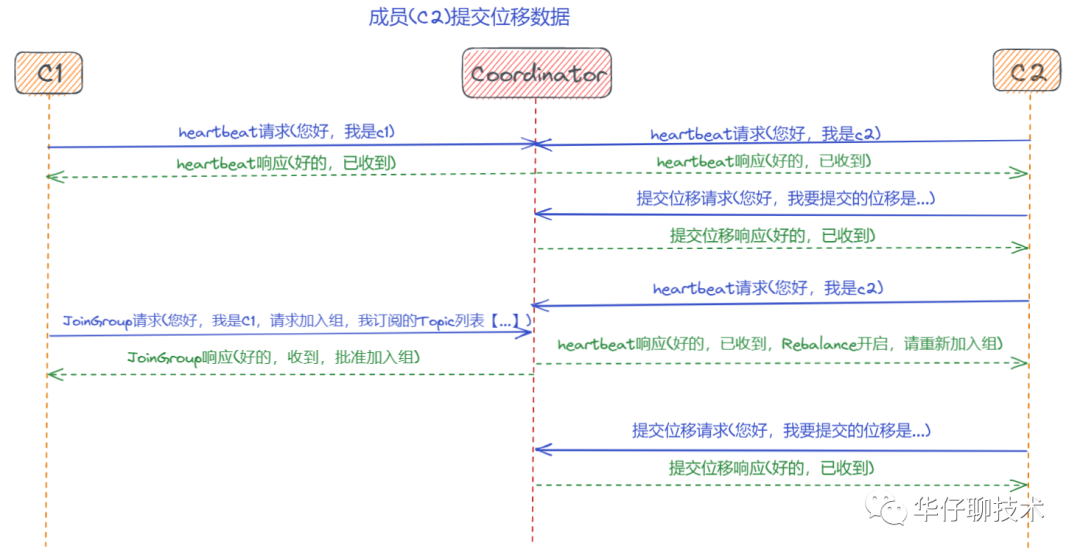 成员(C2)提交位移数据
C1
Coordinator
C2
heartbeat请求(您好，我是c1)
heartbeat请求(您好，我是c2)
heartbeat响应(好的，已收到)
heartbeat响应(好的，已收到)
提交位移请求(您好，我要提交的位移是...)
提交位移响应(好的，已收到)
heartbeat请求(您好，我是c2)
JoinGroup请求(您好，我是C1，请求加入组，我订阅的Topic列表【...】)
heartbeat响应(好的，已收到，Rebalance开启，请重新加入组)
JoinGroup响应(好的，收到，批准加入组)
提交位移请求(您好，我要提交的位移是...)
提交位移响应(好的，已收到)
华仔聊技术